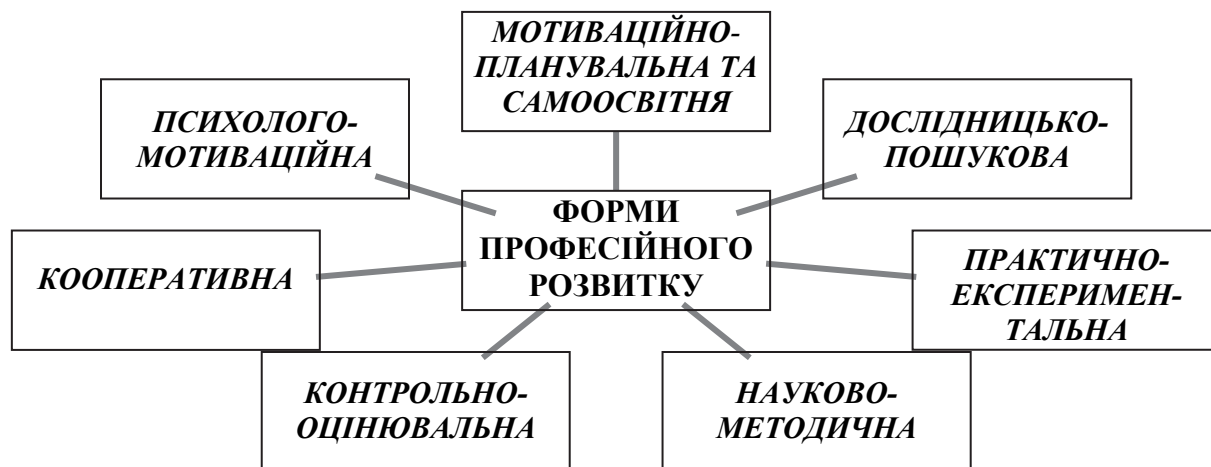 МОТИВАЦІЙНО-
ПЛАНУВАЛЬНА ТА
САМООСВІТНЯ
ПСИХОЛОГО-
МОТИВАЦІЙНА
ДОСЛІДНИЦЬКО-
ПОШУКОВА
ФОРМИ
ПРОФЕСІЙНОГО
РОЗВИТКУ
КООПЕРАТИВНА
ПРАКТИЧНО-
ЕКСПЕРИМЕН-
ТАЛЬНА
КОНТРОЛЬНО-
ОЦІНЮВАЛЬНА
НАУКОВО-
МЕТОДИЧНА